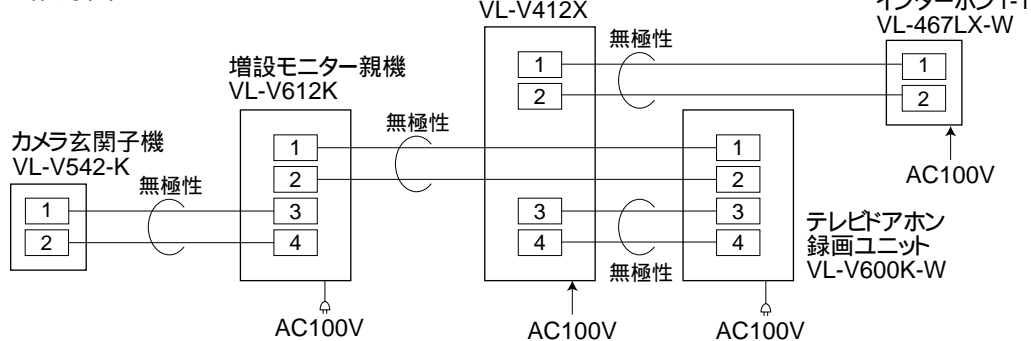 VL-V412X
インターホン1-1
VL-467LX-W
無極性
1
2
増設モニター親機
VL-V612K
無極性
カメラ玄関子機
VL-V542-K
無極性
1
2
1
2
3
4
3
4
1
2
3
4
AC100V
テレビドアホン
録画ユニット
VL-V600K-W
無極性
1
2
AC100V
AC100V
AC100V